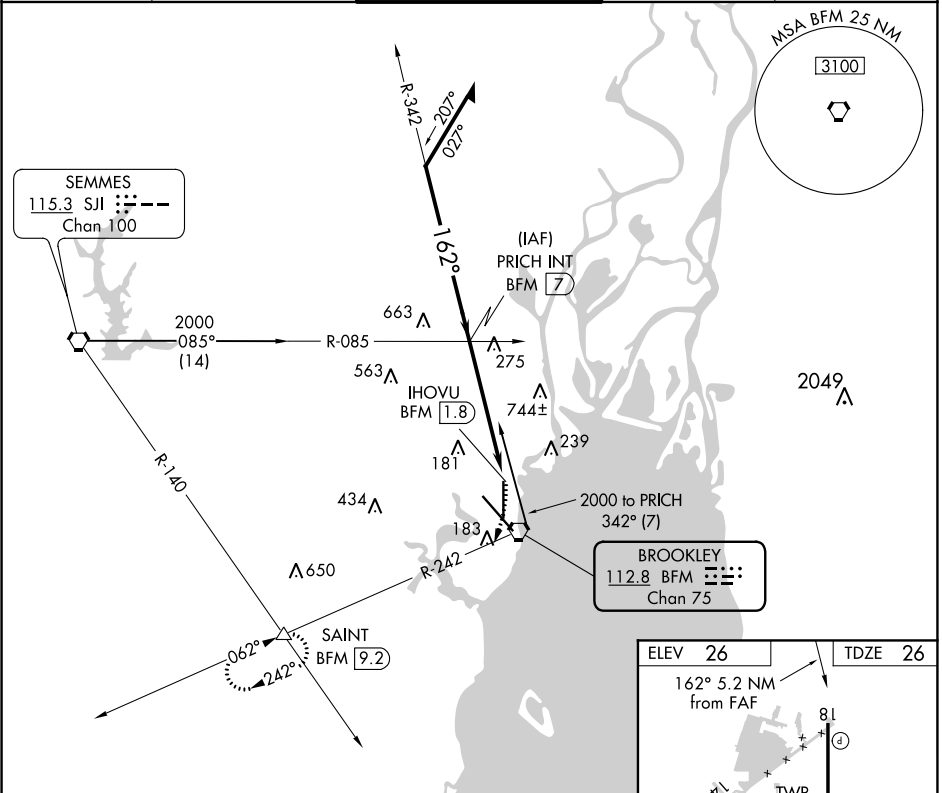 MSA BFM 25 NM
3100
R-342
207°
027°
SEMMES
115.3 SJI
Chan 100
162°
(IAF)
PRICH INT
BFM 7
2000
085°
(14)
R-085
663
275
563
IHOVU
BFM 1.8
744±
2049
239
181
R-140
434
183
2000 to PRICH
342° (7)
R-242
BROOKLEY
112.8 BFM
Chan 75
650
SAINT
BFM 9.2
062°
242°
ELEV 26
TDZE 26
162° 5.2 NM
from FAF
18
P
TWR